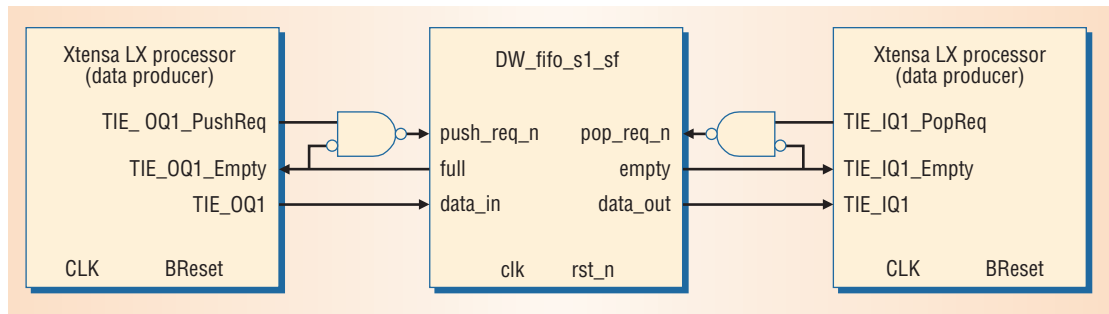 Xtensa LX processor
(data producer)
TIE_ OQ1_PushReq
TIE_OQ1_Empty
TIE_OQ1
CLK
BReset
DW_fifo_s1_sf
push_req_n
pop_req_n
full
empty
data_in
data_out
clk
rst_n
Xtensa LX processor
(data producer)
TIE_IQ1_PopReq
TIE_IQ1_Empty
TIE_IQ1
CLK
BReset